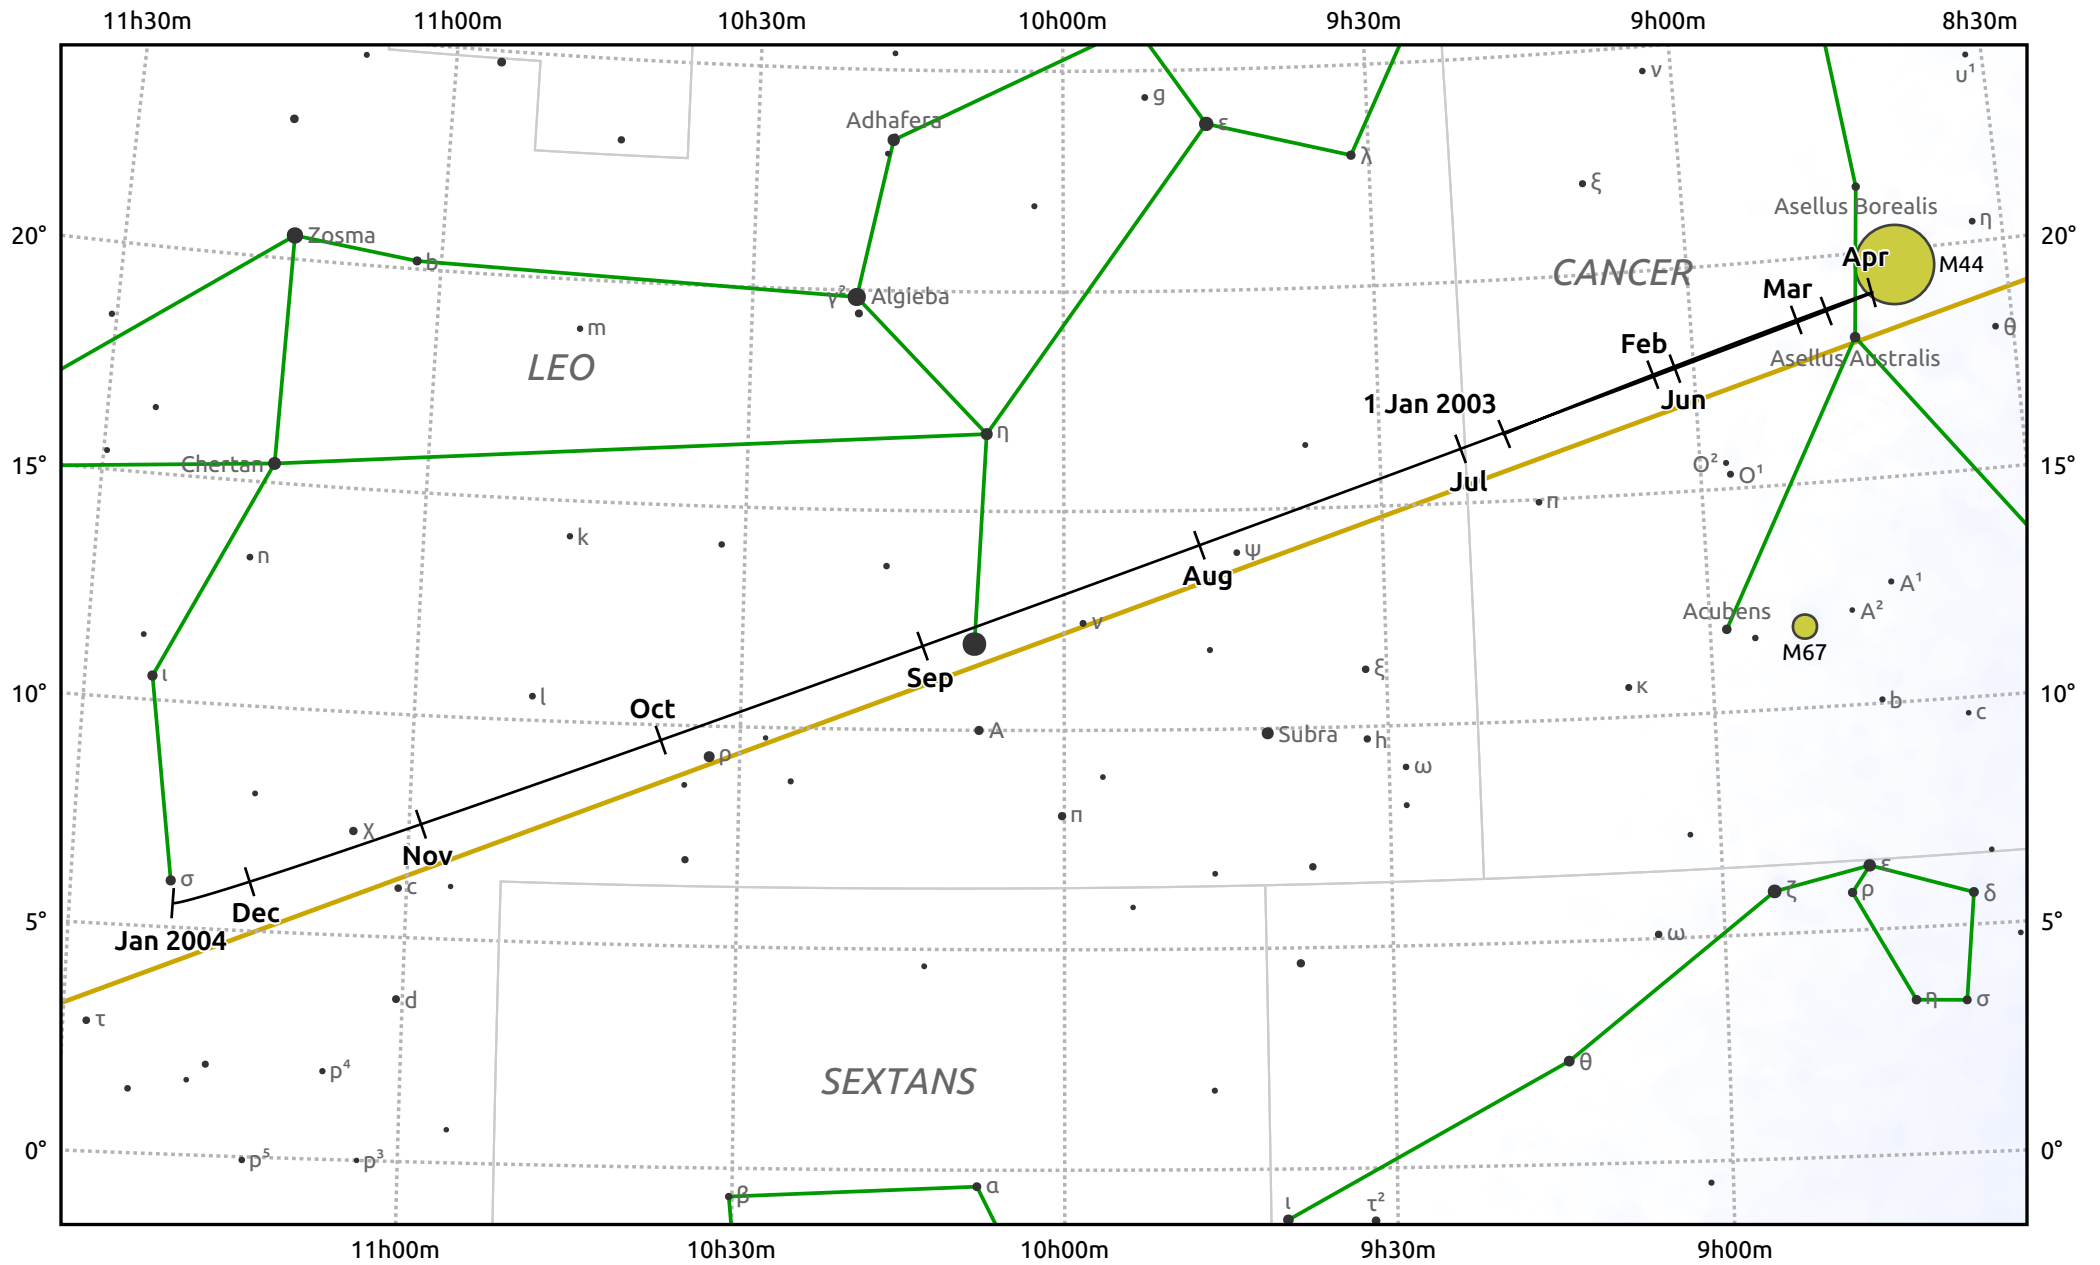 11h30m 11h00m 10h30m 10h00m 9h30m 9h00m 8h30m
g ν υ¹
Adhafera ε
λ ξ
Asellus Borealis η
20° Zosma 20°
b CANCER Apr M44
γ² Algieba Mar
m θ
LEO Feb Asellus Australis
1 Jan 2003 Jun
η
15° Chertan O² O¹ 15°
Jul
π
k
n ψ
Aug A¹
Acubens A²
ν
M67
ι Sep ξ
10° l κ b 10°
Oct c
A Subra h
ρ ω
χ π
Nov
σ c ε
ζ ρ δ
Dec
5° 5°
Jan 2004 ω
d η σ
τ
p⁴ θ
SEXTANS
0° 0°
p⁵ p³
β α
ι τ²
11h00m 10h30m 10h00m 9h30m 9h00m